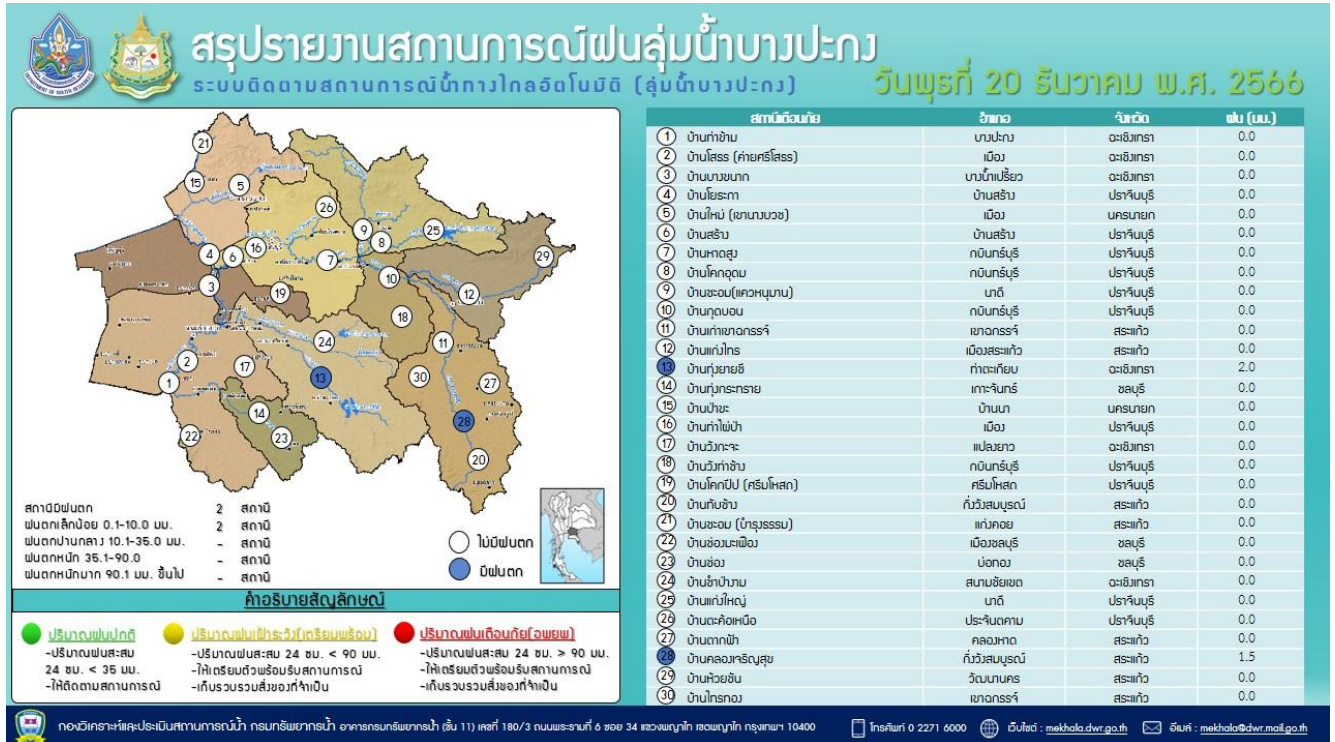 สรุปรายงานสถานการณ์ฝนลุ่มน้ำบางปะกง
ระบบติดตามสถานการณ์น้ำทางไกลอัตโนมัติ (ลุ่มน้ำบางปะกง)
วันพุธที่ 20 ธันวาคม พ.ศ. 2566
สถานีเตือนภัย อำเภอ จังหวัด ฝน (มม.)
1 บ้านท่าข้าม บางปะกง ฉะเชิงเทรา 0.0
2 บ้านโสธร (ค่ายศรีโสธร) เมือง ฉะเชิงเทรา 0.0
3 บ้านบางขนาก บางน้ำเปรี้ยว ฉะเชิงเทรา 0.0
4 บ้านโยธะกา บ้านสร้าง ปราจีนบุรี 0.0
5 บ้านใหม่ (เขานางบวช) เมือง นครนายก 0.0
6 บ้านสร้าง บ้านสร้าง ปราจีนบุรี 0.0
7 บ้านหาดสูง กบินทร์บุรี ปราจีนบุรี 0.0
8 บ้านโคกอุดม กบินทร์บุรี ปราจีนบุรี 0.0
9 บ้านซะอม(แควหนุมาน) นาดี ปราจีนบุรี 0.0
10 บ้านกุดบอน กบินทร์บุรี ปราจีนบุรี 0.0
11 บ้านเก่าเขาฉกรรจ์ เขาฉกรรจ์ สระแก้ว 0.0
12 บ้านแก่งไทร เมืองสระแก้ว สระแก้ว 0.0
13 บ้านทุ่งยายชี ท่าตะเกียบ ฉะเชิงเทรา 2.0
14 บ้านทุ่งกระทราย เกาะจันทร์ ชลบุรี 0.0
15 บ้านป่าขะ บ้านนา นครนายก 0.0
16 บ้านท่าไผ่ป่า เมือง ปราจีนบุรี 0.0
17 บ้านวังกะจะ แปลงยาว ฉะเชิงเทรา 0.0
18 บ้านวังท่าช้าง กบินทร์บุรี ปราจีนบุรี 0.0
19 บ้านโคกปีป (ศรีมโหสถ) ศรีมโหสถ ปราจีนบุรี 0.0
20 บ้านทับช้าง กิ่งวังสมบูรณ์ สระแก้ว 0.0
21 บ้านชะอม (บำรุงธรรม) แก่งคอย สระแก้ว 0.0
22 บ้านช่องมะเฟือง เมืองชลบุรี ชลบุรี 0.0
23 บ้านช่อง บ่อทอง ชลบุรี 0.0
24 บ้านซำป่างาม สนามชัยเขต ฉะเชิงเทรา 0.0
25 บ้านแก่งใหญ่ นาดี ปราจีนบุรี 0.0
26 บ้านตะคร้อเหนือ ประจันตคาม ปราจีนบุรี 0.0
27 บ้านตากฟ้า คลองหาด สระแก้ว 0.0
28 บ้านคลองเจริญสุข กิ่งวังสมบูรณ์ สระแก้ว 1.5
29 บ้านห้วยชัน วัฒนานคร สระแก้ว 0.0
30 บ้านไทรทอง เขาฉกรรจ์ สระแก้ว 0.0
สถานีมีฝนตก 2 สถานี
ฝนตกเล็กน้อย 0.1-10.0 มม. 2 สถานี
ฝนตกปานกลาง 10.1-35.0 มม. - สถานี
ฝนตกหนัก 35.1-90.0 - สถานี
ฝนตกหนักมาก 90.1 มม. ขึ้นไป - สถานี
ไม่มีฝนตก
มีฝนตก
คำอธิบายสัญลักษณ์
ปริมาณฝนปกติ
-ปริมาณฝนสะสม
24 ชม. < 35 มม.
-ให้ติดตามสถานการณ์
ปริมาณฝนเฝ้าระวัง(เตรียมพร้อม)
-ปริมาณฝนสะสม 24 ชม. < 90 มม.
-ให้เตรียมตัวพร้อมรับสถานการณ์
-เก็บรวบรวมสิ่งของที่จำเป็น
ปริมาณฝนเตือนภัย(อพยพ)
-ปริมาณฝนสะสม 24 ชม. > 90 มม.
-ให้เตรียมตัวพร้อมรับสถานการณ์
-เก็บรวบรวมสิ่งของที่จำเป็น
กองวิเคราะห์และประเมินสถานการณ์น้ำ กรมทรัพยากรน้ำ อาคารกรมทรัพยากรน้ำ (ชั้น 11) เลขที่ 180/3 ถนนพระรามที่ 6 ซอย 34 แขวงพญาไท เขตพญาไท กรุงเทพฯ 10400 โทรศัพท์ 0 2271 6000 เว็บไซต์ : mekhala.dwr.go.th อีเมล์ : mekhala@dwr.mail.go.th